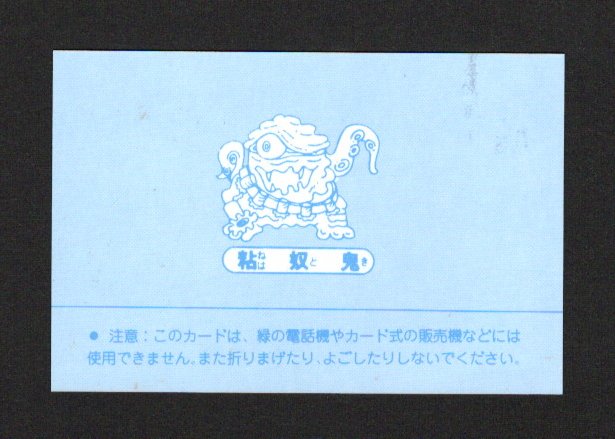 粘ねば 奴ど 鬼き
● 注意:このカードは、緑の電話機やカード式の販売機などには
使用できません。また折りまげたり、よごしたりしないでください。